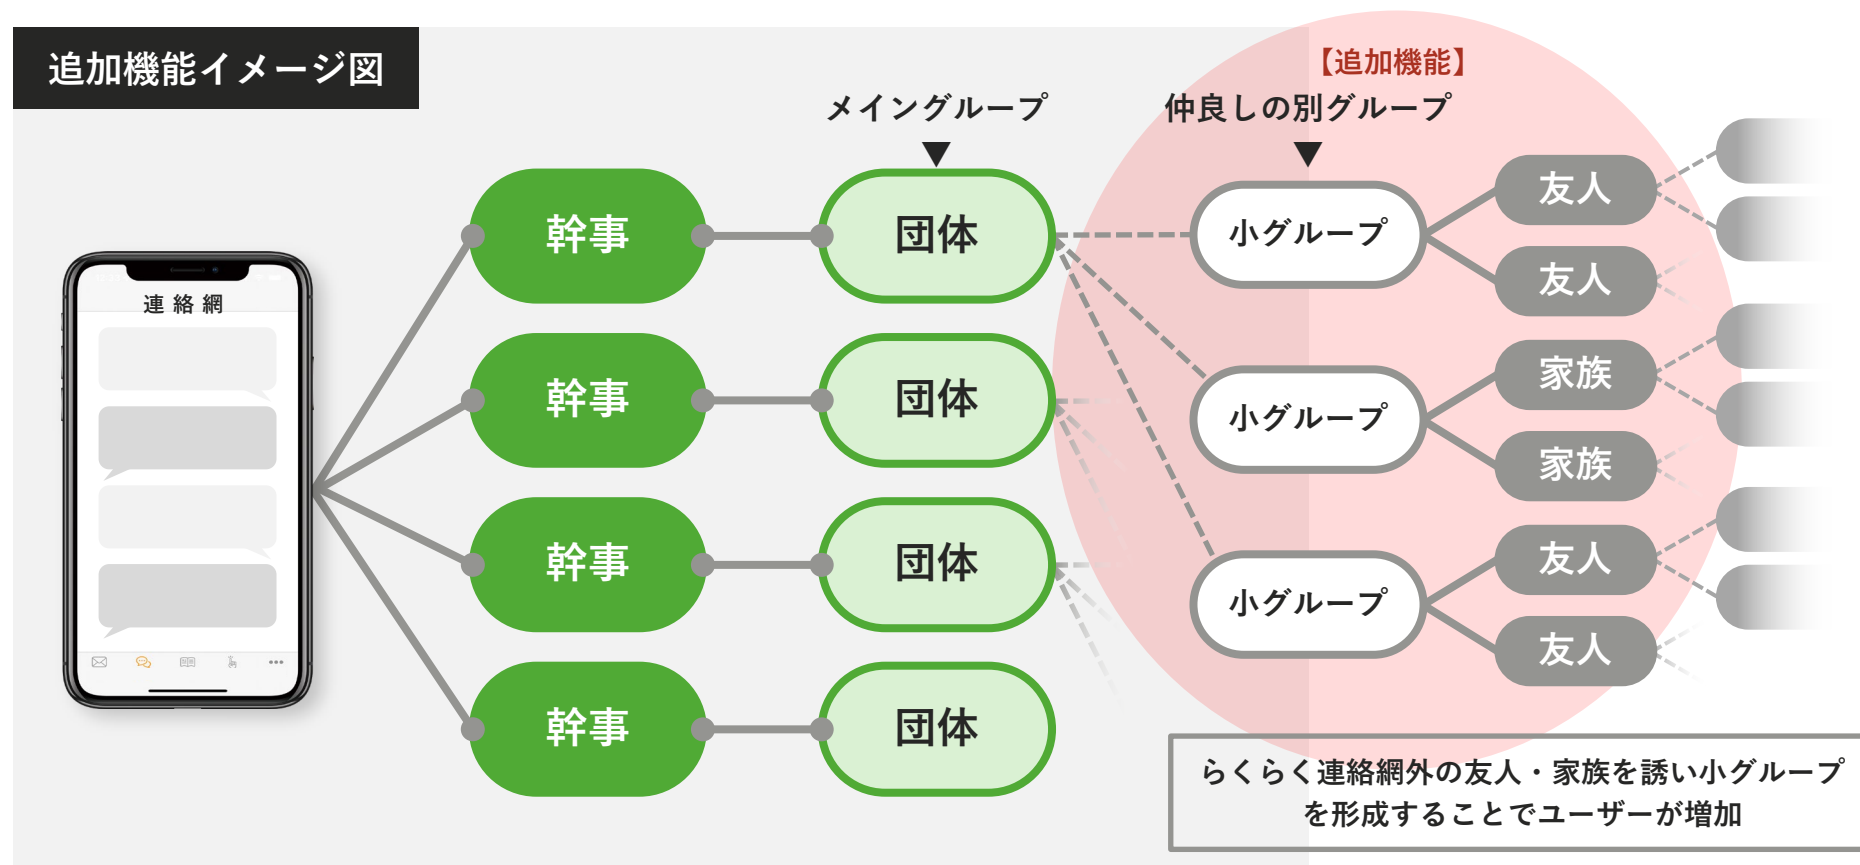 追加機能イメージ図
【追加機能】
メイングループ
仲良しの別グループ
連絡網
幹事
団体
小グループ
友人
友人
幹事
団体
小グループ
家族
家族
幹事
団体
小グループ
友人
友人
幹事
団体
らくらく連絡網外の友人・家族を誘い小グループ
を形成することでユーザーが増加